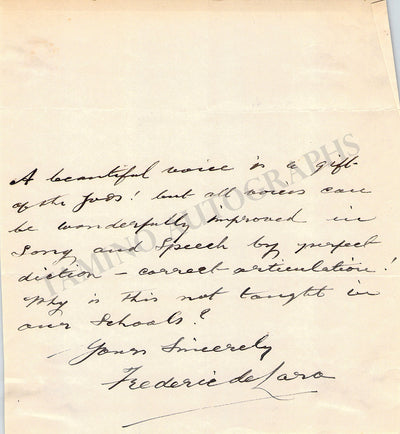 A beautiful voice is a gift
of the Gods! but all voices can
be wonderfully improved in
Song and Speech by perfect
diction – correct articulation!
Why is this not taught in
our Schools?
Yours Sincerely
Frederic de Lara
TAMINO AUTOGRAPHS